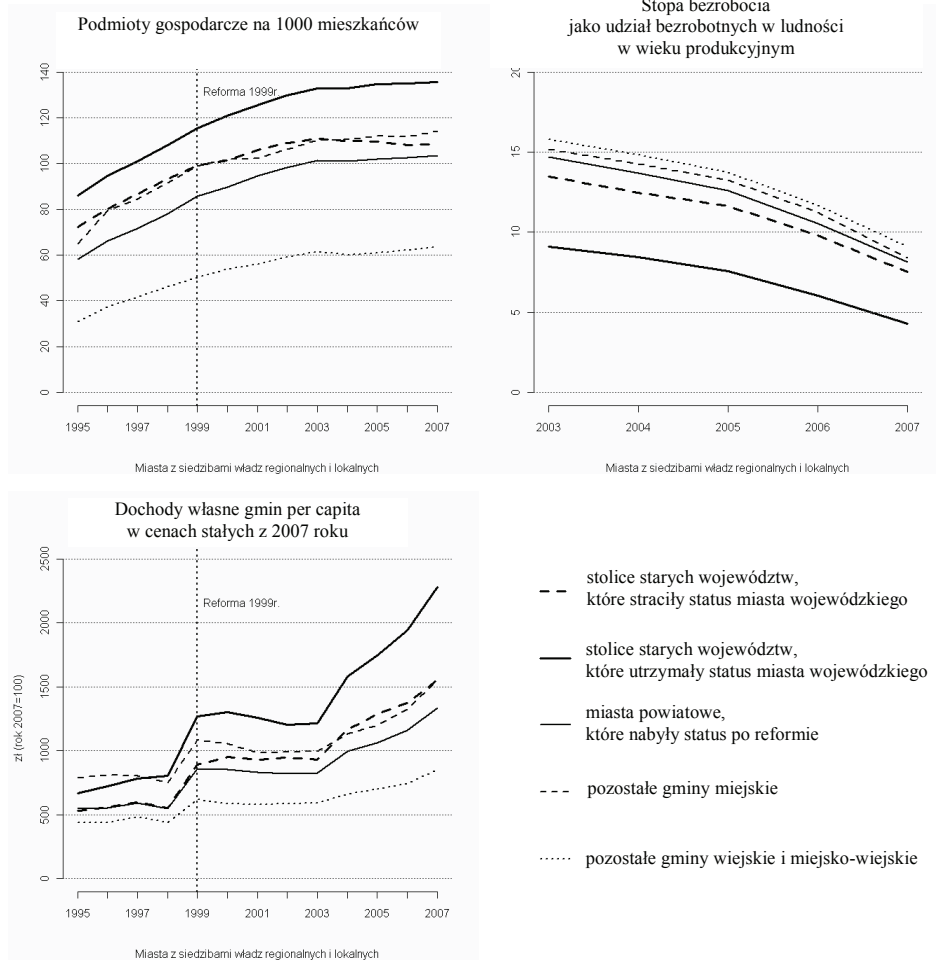 Podmioty gospodarcze na 1000 mieszkańców
140
120
100
80
60
40
20
0
Reforma 1999r.
1995 1997 1999 2001 2003 2005 2007
Miasta z siedzibami władz regionalnych i lokalnych
Stopa bezrobocia
jako udział bezrobotnych w ludności
w wieku produkcyjnym
20
15
10
5
0
2003 2004 2005 2006 2007
Miasta z siedzibami władz regionalnych i lokalnych
Dochody własne gmin per capita
w cenach stałych z 2007 roku
zł (rok 2007=100)
2500
2000
1500
1000
500
0
Reforma 1999r.
1995 1997 1999 2001 2003 2005 2007
Miasta z siedzibami władz regionalnych i lokalnych
stolice starych województw,
które straciły status miasta wojewódzkiego
stolice starych województw,
które utrzymały status miasta wojewódzkiego
miasta powiatowe,
które nabyły status po reformie
pozostałe gminy miejskie
pozostałe gminy wiejskie i miejsko-wiejskie